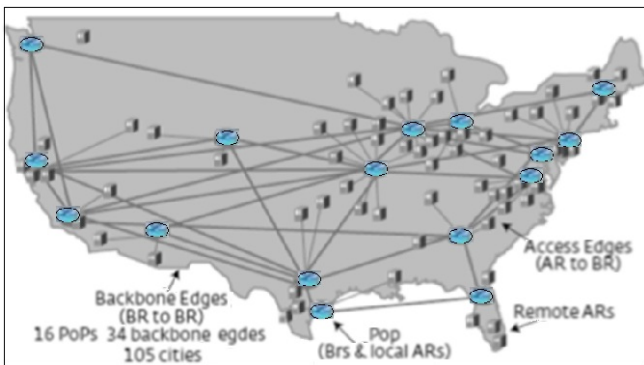 Access Edges
(AR to BR)
Backbone Edges
(BR to BR)
16 PoPs 34 backbone egdes
105 cities
Pop
(Brs & local ARs)
Remote ARs